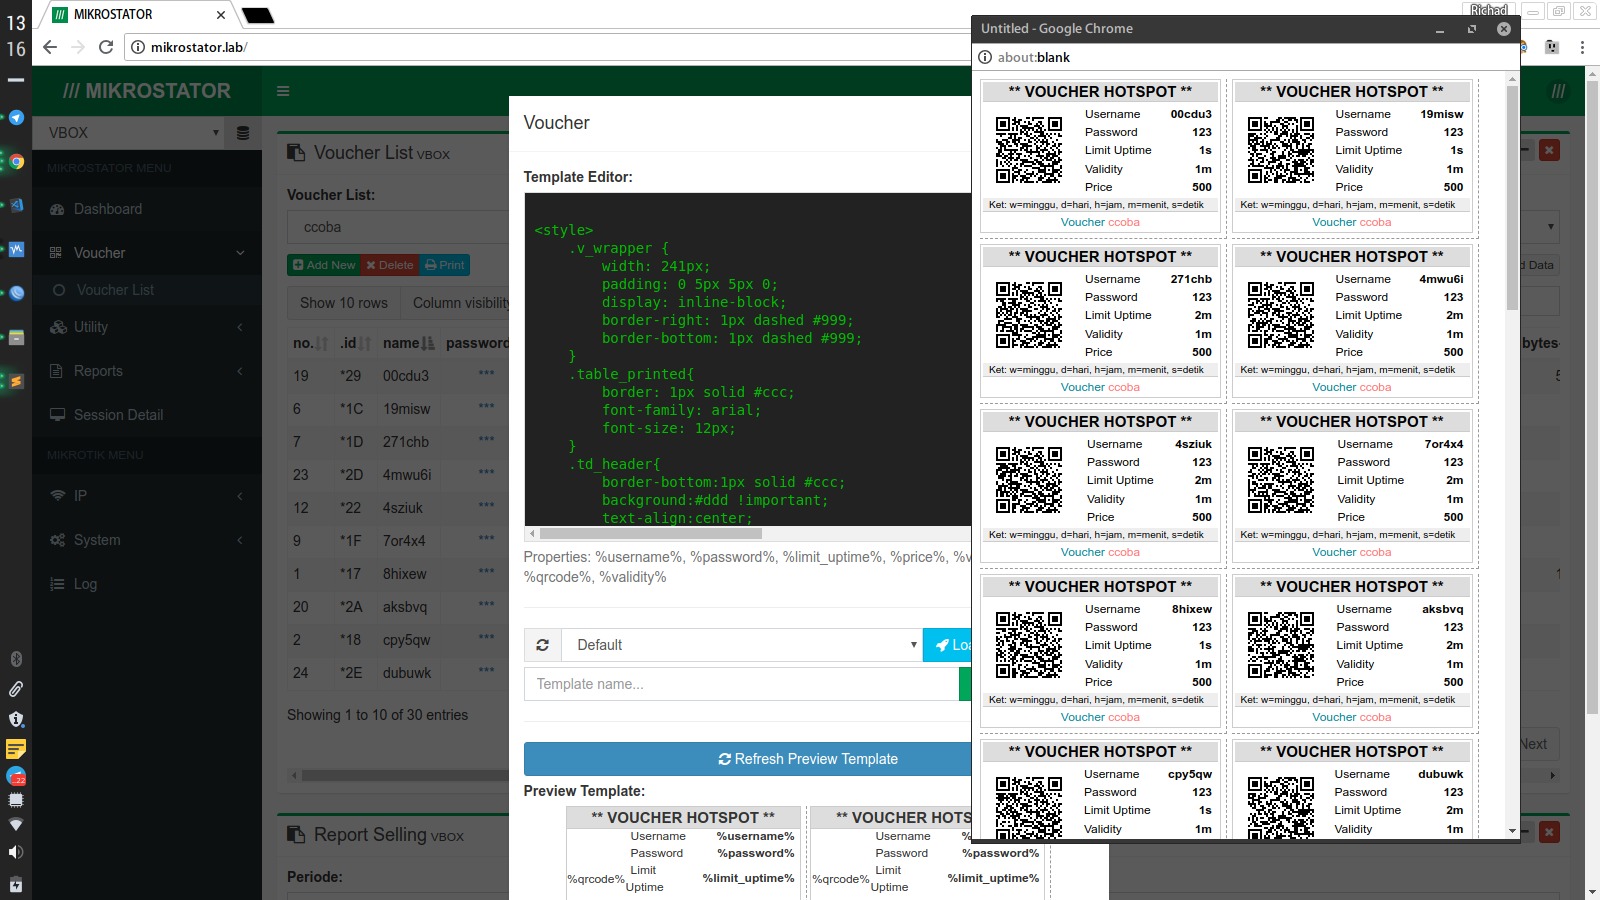 13
16
MIKROSTATOR
Richad
mikrostator.lab/
/// MIKROSTATOR
VBOX
MIKROSTATOR MENU
Dashboard
Voucher
Voucher List
Utility
Reports
Session Detail
MIKROTIK MENU
IP
System
Log
22
Voucher List VBOX
Voucher List:
ccoba
Add New Delete Print
Show 10 rows Column visibility
no. .id name password
19 *29 00cdu3 ***
6 *1C 19misw ***
7 *1D 271chb ***
23 *2D 4mwu6i ***
12 *22 4sziuk ***
9 *1F 7or4x4 ***
1 *17 8hixew ***
20 *2A aksbvq ***
2 *18 cpy5qw ***
24 *2E dubuwk ***
Showing 1 to 10 of 30 entries
Report Selling VBOX
Periode:
Voucher
Template Editor:
<style>
.v_wrapper {
width: 241px;
padding: 0 5px 5px 0;
display: inline-block;
border-right: 1px dashed #999;
border-bottom: 1px dashed #999;
}
.table_printed{
border: 1px solid #ccc;
font-family: arial;
font-size: 12px;
}
.td_header{
border-bottom:1px solid #ccc;
background:#ddd !important;
text-align:center;
Properties: %username%, %password%, %limit_uptime%, %price%, %v
%qrcode%, %validity%
Default
Loa
Template name...
Refresh Preview Template
Preview Template:
** VOUCHER HOTSPOT ** ** VOUCHER HOTS
Username %username% Username %
Password %password% Password %password%
%qrcode% Limit Uptime %limit_uptime% %qrcode% Limit Uptime %limit_uptime%
Untitled - Google Chrome
about:blank
** VOUCHER HOTSPOT ** ** VOUCHER HOTSPOT **
Username 00cdu3 Username 19misw
Password 123 Password 123
Limit Uptime 1s Limit Uptime 1s
Validity 1m Validity 1m
Price 500 Price 500
Ket: w=minggu, d=hari, h=jam, m=menit, s=detik Ket: w=minggu, d=hari, h=jam, m=menit, s=detik
Voucher ccoba Voucher ccoba
** VOUCHER HOTSPOT ** ** VOUCHER HOTSPOT **
Username 271chb Username 4mwu6i
Password 123 Password 123
Limit Uptime 2m Limit Uptime 2m
Validity 1m Validity 1m
Price 500 Price 500
Ket: w=minggu, d=hari, h=jam, m=menit, s=detik Ket: w=minggu, d=hari, h=jam, m=menit, s=detik
Voucher ccoba Voucher ccoba
** VOUCHER HOTSPOT ** ** VOUCHER HOTSPOT **
Username 4sziuk Username 7or4x4
Password 123 Password 123
Limit Uptime 2m Limit Uptime 2m
Validity 1m Validity 1m
Price 500 Price 500
Ket: w=minggu, d=hari, h=jam, m=menit, s=detik Ket: w=minggu, d=hari, h=jam, m=menit, s=detik
Voucher ccoba Voucher ccoba
** VOUCHER HOTSPOT ** ** VOUCHER HOTSPOT **
Username 8hixew Username aksbvq
Password 123 Password 123
Limit Uptime 1s Limit Uptime 2m
Validity 1m Validity 1m
Price 500 Price 500
Ket: w=minggu, d=hari, h=jam, m=menit, s=detik Ket: w=minggu, d=hari, h=jam, m=menit, s=detik
Voucher ccoba Voucher ccoba
** VOUCHER HOTSPOT ** ** VOUCHER HOTSPOT **
Username cpy5qw Username dubuwk
Password 123 Password 123
Limit Uptime 1s Limit Uptime 2m
Validity 1m Validity 1m
///
d Data
bytes-
5
1
Next